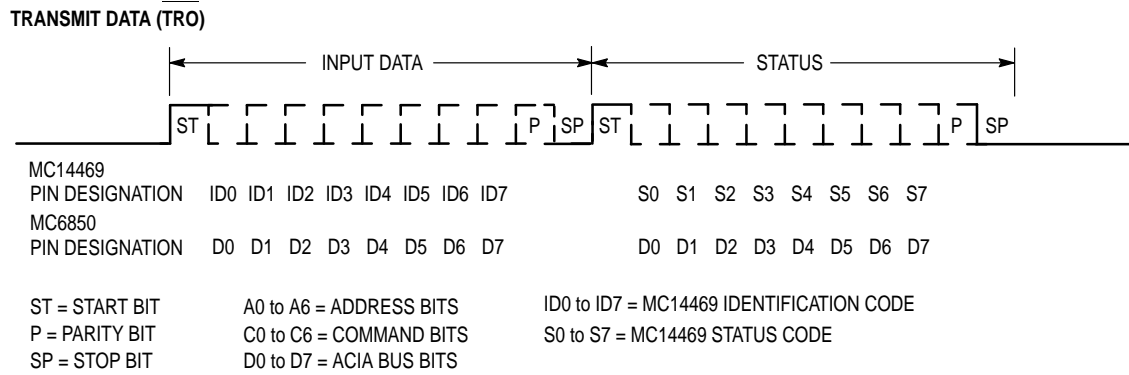 TRANSMIT DATA (TRO)
INPUT DATA STATUS
ST P SP ST P SP
MC14469
PIN DESIGNATION ID0 ID1 ID2 ID3 ID4 ID5 ID6 ID7 S0 S1 S2 S3 S4 S5 S6 S7
MC6850
PIN DESIGNATION D0 D1 D2 D3 D4 D5 D6 D7 D0 D1 D2 D3 D4 D5 D6 D7
ST = START BIT A0 to A6 = ADDRESS BITS ID0 to ID7 = MC14469 IDENTIFICATION CODE
P = PARITY BIT C0 to C6 = COMMAND BITS S0 to S7 = MC14469 STATUS CODE
SP = STOP BIT D0 to D7 = ACIA BUS BITS